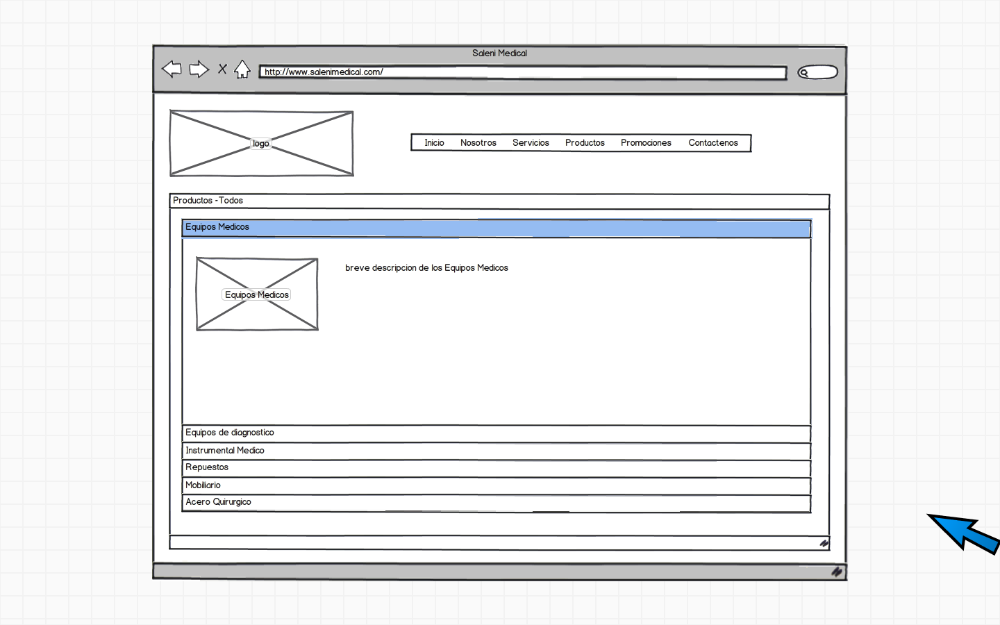 Saleni Medical
http://www.salenimedical.com/
logo
Inicio Nosotros Servicios Productos Promociones Contactenos
Productos -Todos
Equipos Medicos
breve descripcion de los Equipos Medicos
Equipos Medicos
Equipos de diagnostico
Instrumental Medico
Repuestos
Mobiliario
Acero Quirurgico